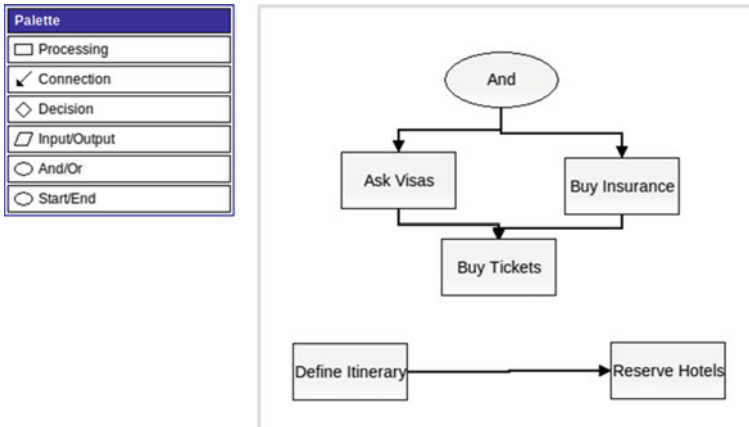 Palette
Processing
Connection
Decision
Input/Output
And/Or
Start/End
And
Ask Visas
Buy Insurance
Buy Tickets
Define Itinerary
Reserve Hotels